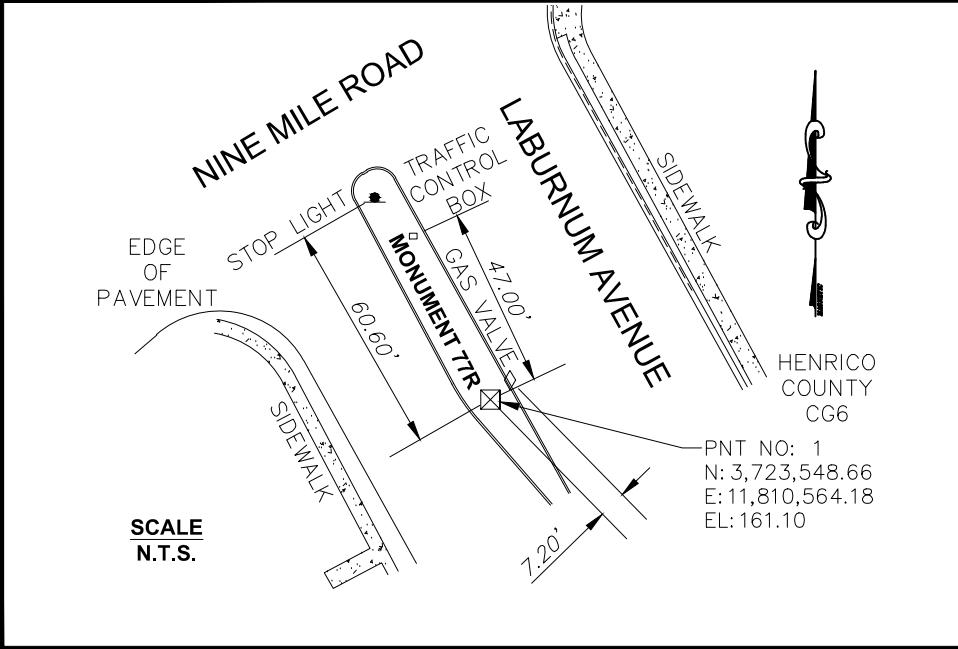 NINE MILE ROAD
LABURNUM AVENUE
TRAFFIC
CONTROL
BOX
SIDEWALK
STOP LIGHT
EDGE
OF
PAVEMENT
MONUMENT 77R
GAS VALVE
47.00'
60.60'
HENRICO
COUNTY
CG6
SIDEWALK
PNT NO: 1
N: 3,723,548.66
E: 11,810,564.18
EL: 161.10
SCALE
N.T.S.
7.20'